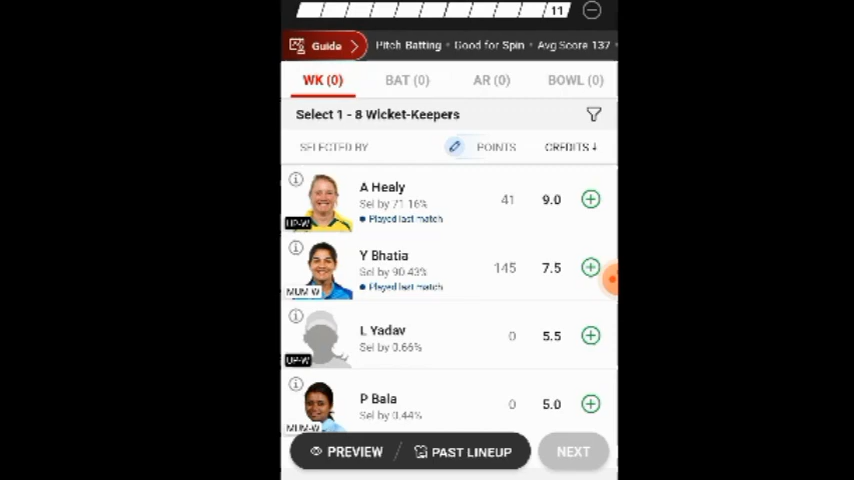 11
Guide
Pitch Batting • Good for Spin • Avg Score 137
WK (0) BAT (0) AR (0) BOWL (0)
Select 1 - 8 Wicket-Keepers
SELECTED BY POINTS CREDITS ↓
A Healy
Sel by 71.16%
Played last match
41 9.0
UP-W
Y Bhatia
Sel by 90.43%
Played last match
145 7.5
MUM-W
L Yadav
Sel by 0.66%
0 5.5
UP-W
P Bala
Sel by 0.44%
0 5.0
MUM-W
PREVIEW / PAST LINEUP NEXT